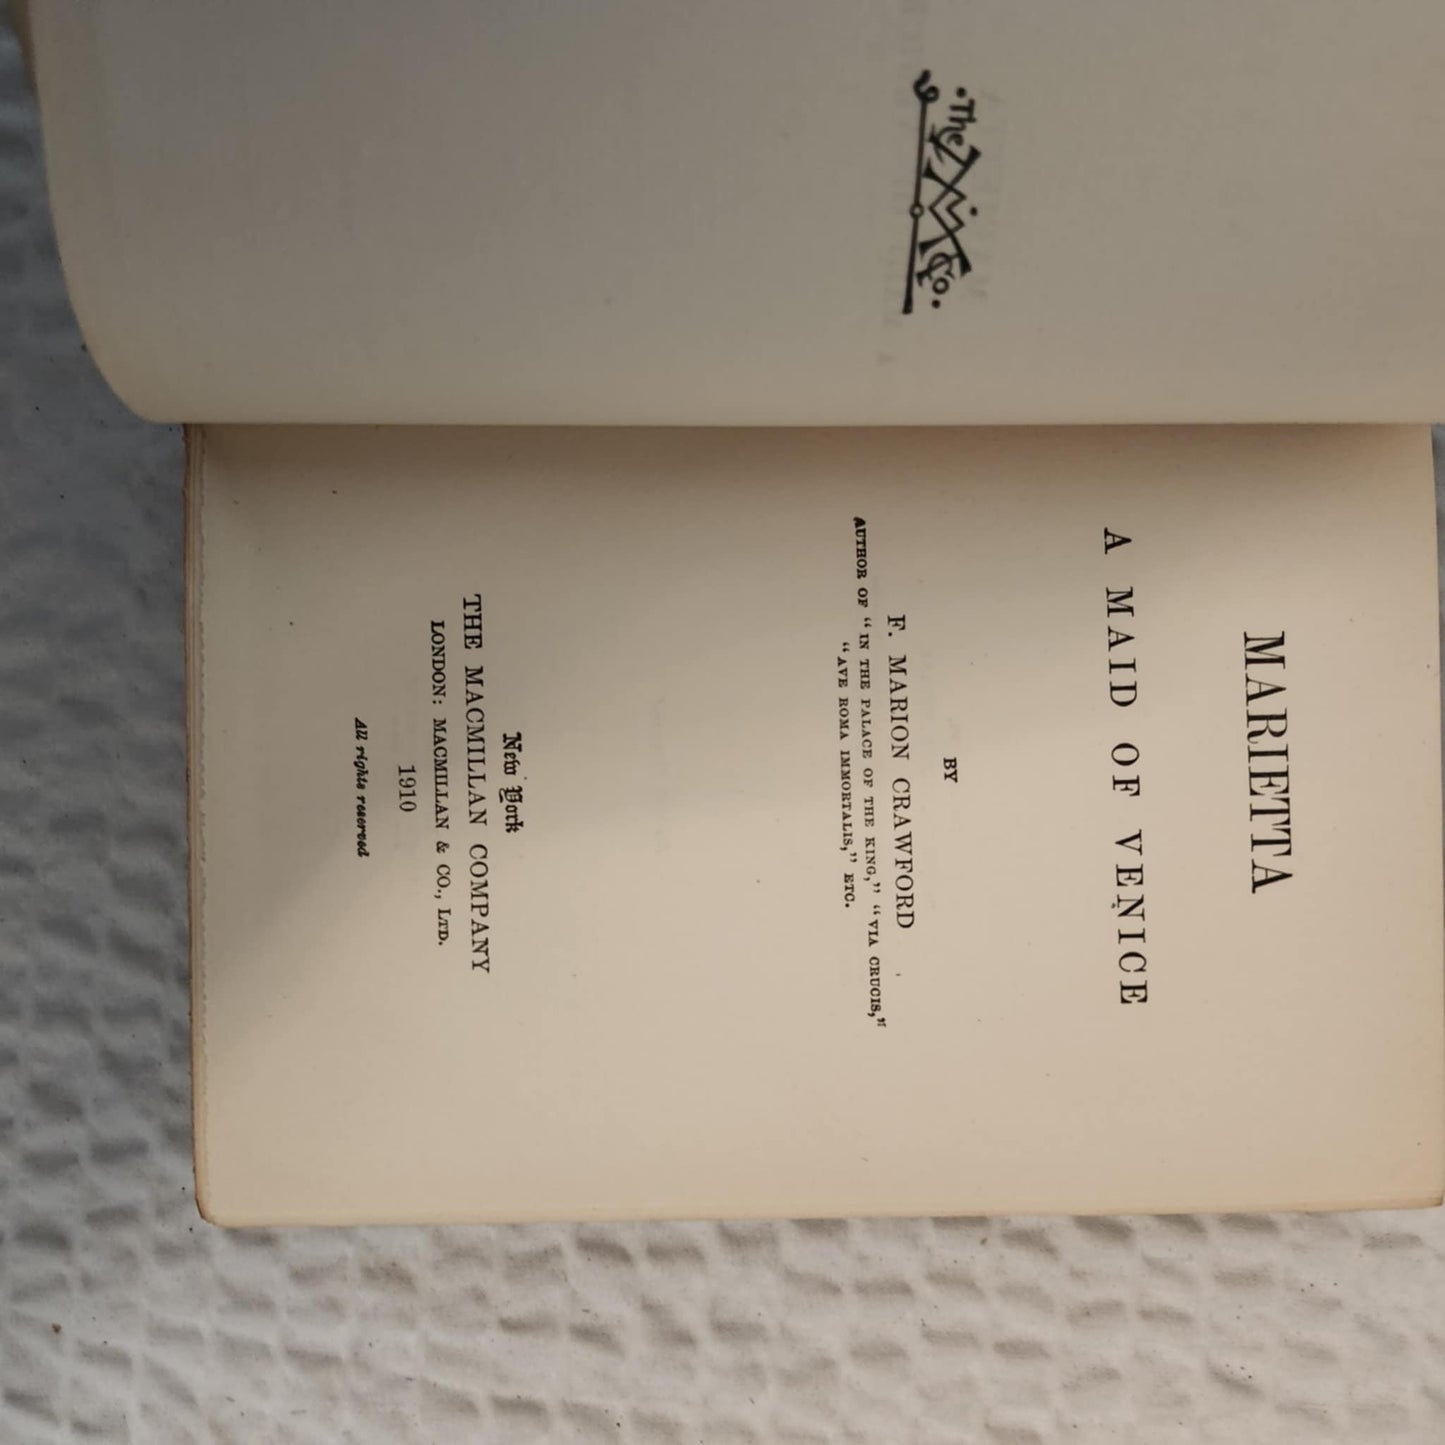 The M Co.
MARIETTA
A MAID OF VENICE
BY
F. MARION CRAWFORD
AUTHOR OF “IN THE PALACE OF THE KING,” “VIA CRUCIS,”
“AVE ROMA IMMORTALIS,” ETC.
New York
THE MACMILLAN COMPANY
LONDON: MACMILLAN & CO., LTD.
1910
All rights reserved